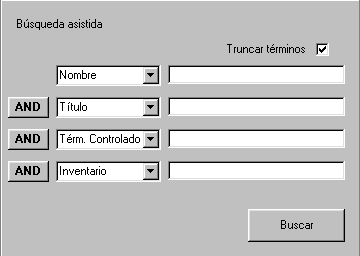 Búsqueda asistida
Truncar términos
Nombre
AND Título
AND Térm. Controlado
AND Inventario
Buscar